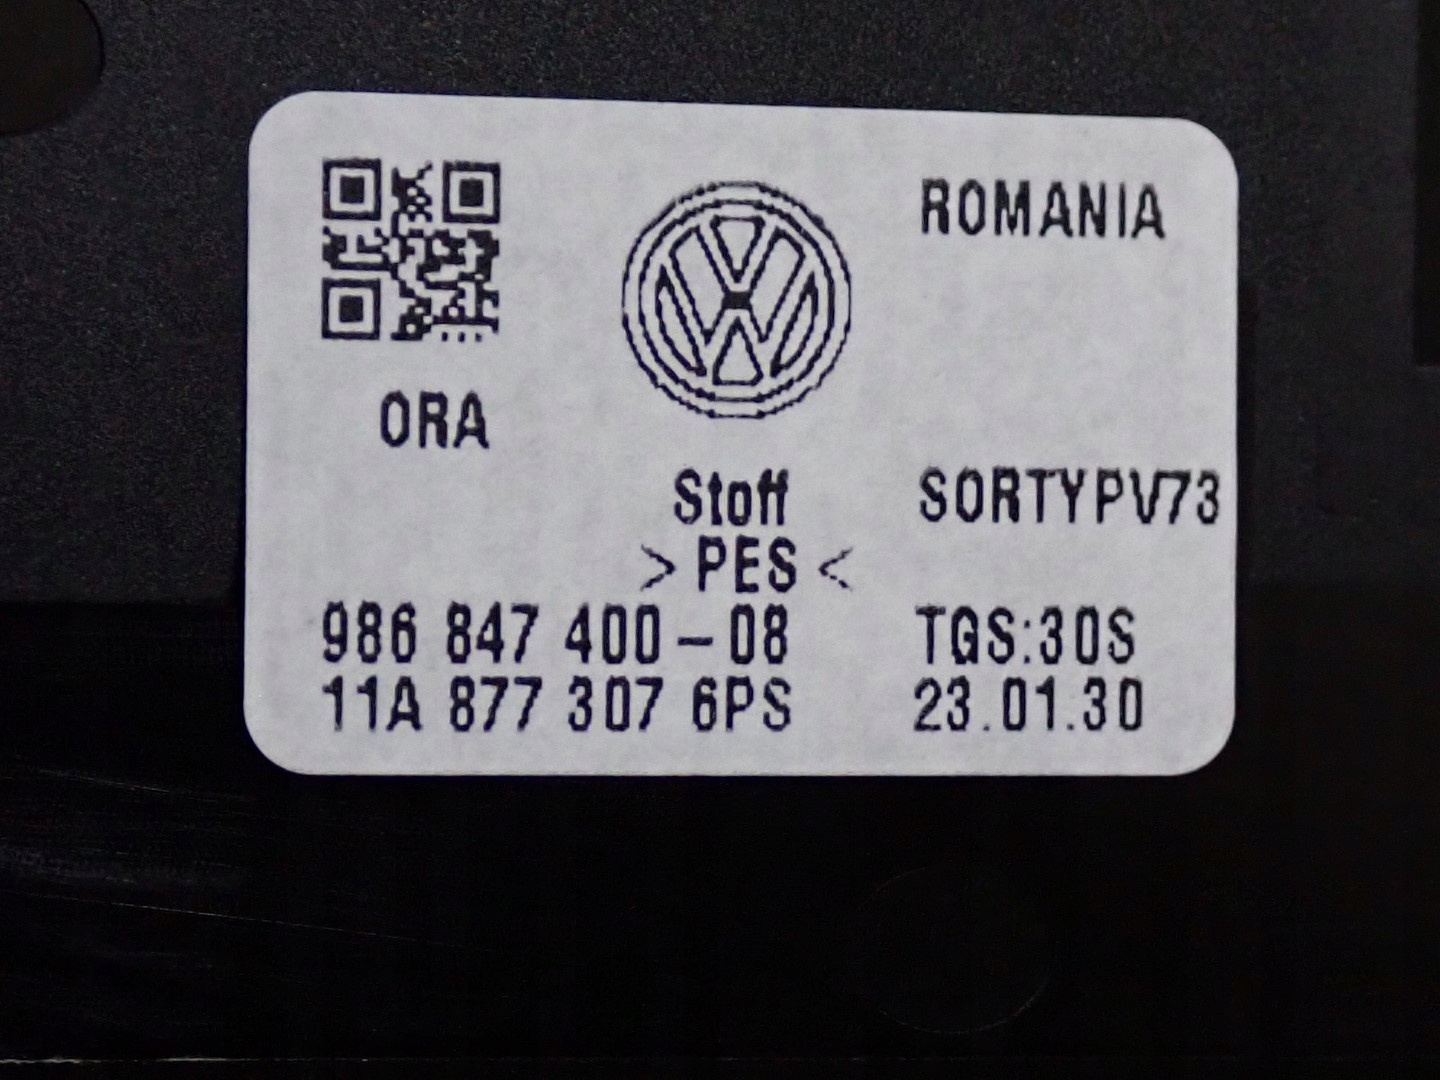 ROMANIA
ORA
Stoff SORTYPV73
>PES<
986 847 400-08 TGS:30S
11A 877 307 6PS 23.01.30